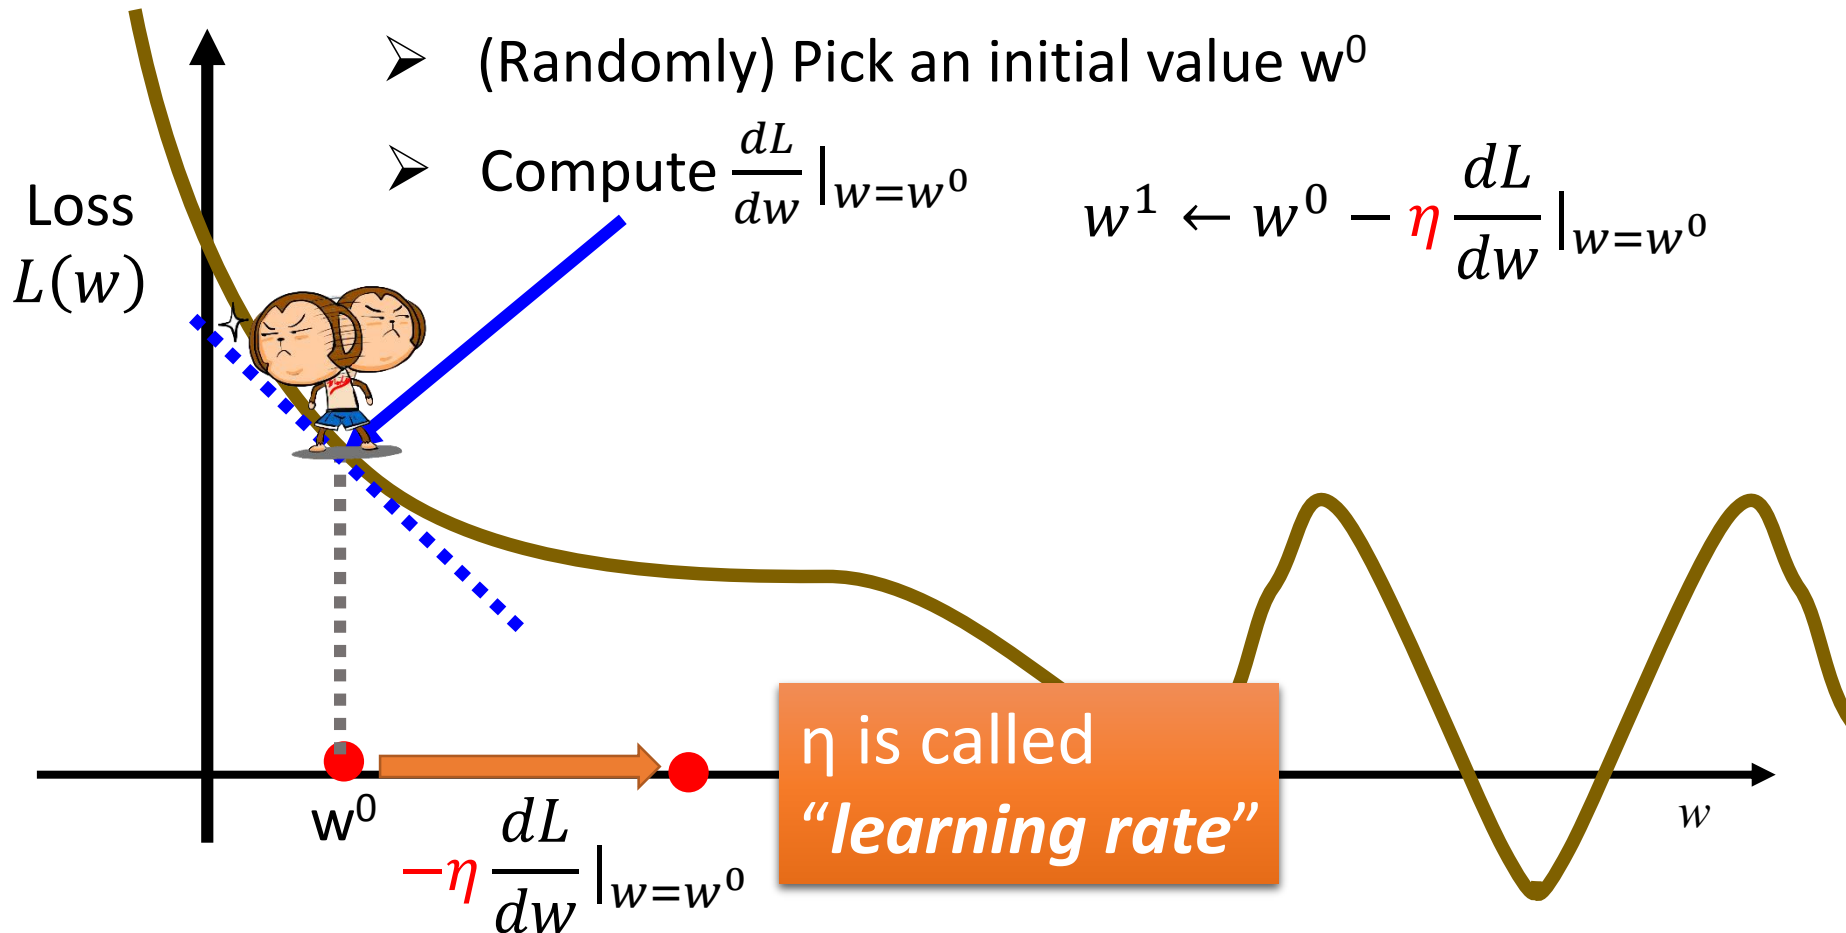 ➢ (Randomly) Pick an initial value w⁰
➢ Compute dL/dw |w=w⁰
w¹ ← w⁰ − η dL/dw |w=w⁰
Loss
L(w)
w⁰
−η dL/dw |w=w⁰
η is called
“learning rate”
w